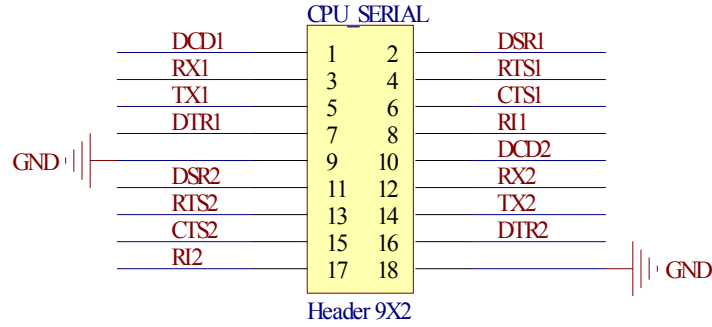 CPU_SERIAL
DCD1 1 2 DSR1
RX1 3 4 RTS1
TX1 5 6 CTS1
DTR1 7 8 RI1
GND 9 10 DCD2
DSR2 11 12 RX2
RTS2 13 14 TX2
CTS2 15 16 DTR2
RI2 17 18 GND
Header 9X2